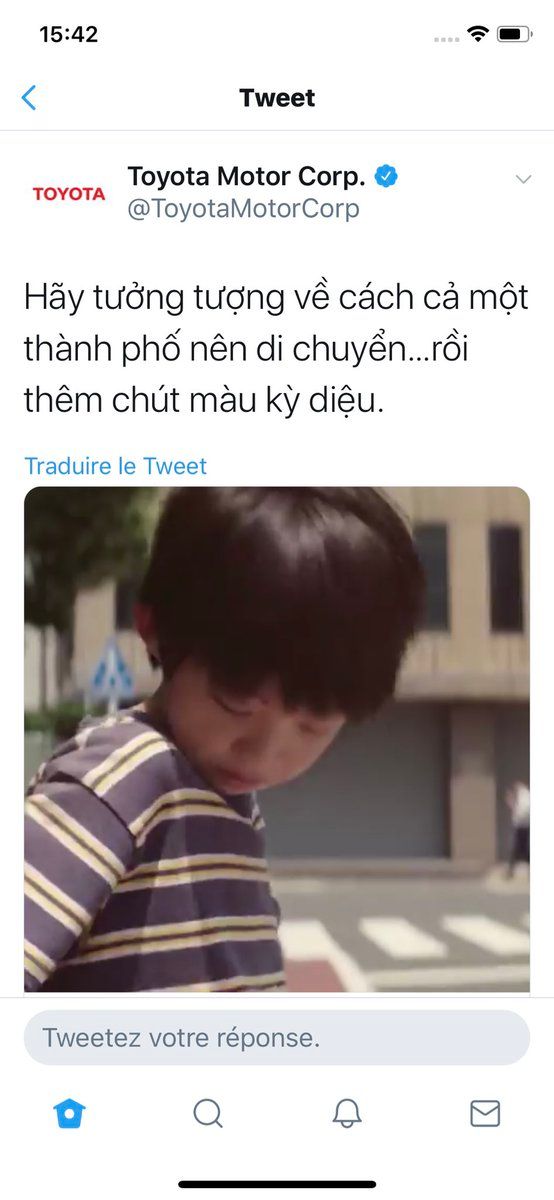 15:42
Tweet
TOYOTA
Toyota Motor Corp.
@ToyotaMotorCorp
Hãy tưởng tượng về cách cả một
thành phố nên di chuyển...rồi
thêm chút màu kỳ diệu.
Traduire le Tweet
Tweetez votre réponse.